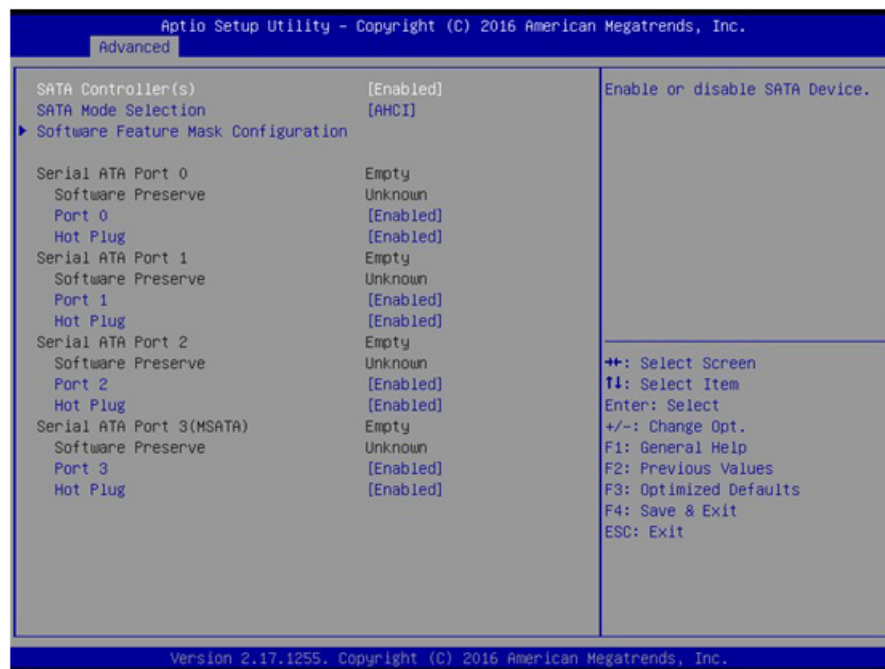 Aptio Setup Utility – Copyright (C) 2016 American Megatrends, Inc.
Advanced
SATA Controller(s) [Enabled]
SATA Mode Selection [AHCI]
Software Feature Mask Configuration
Serial ATA Port 0 Empty
Software Preserve Unknown
Port 0 [Enabled]
Hot Plug [Enabled]
Serial ATA Port 1 Empty
Software Preserve Unknown
Port 1 [Enabled]
Hot Plug [Enabled]
Serial ATA Port 2 Empty
Software Preserve Unknown
Port 2 [Enabled]
Hot Plug [Enabled]
Serial ATA Port 3(MSATA) Empty
Software Preserve Unknown
Port 3 [Enabled]
Hot Plug [Enabled]
Enable or disable SATA Device.
→←: Select Screen
↑↓: Select Item
Enter: Select
+/-: Change Opt.
F1: General Help
F2: Previous Values
F3: Optimized Defaults
F4: Save & Exit
ESC: Exit
Version 2.17.1255. Copyright (C) 2016 American Megatrends, Inc.